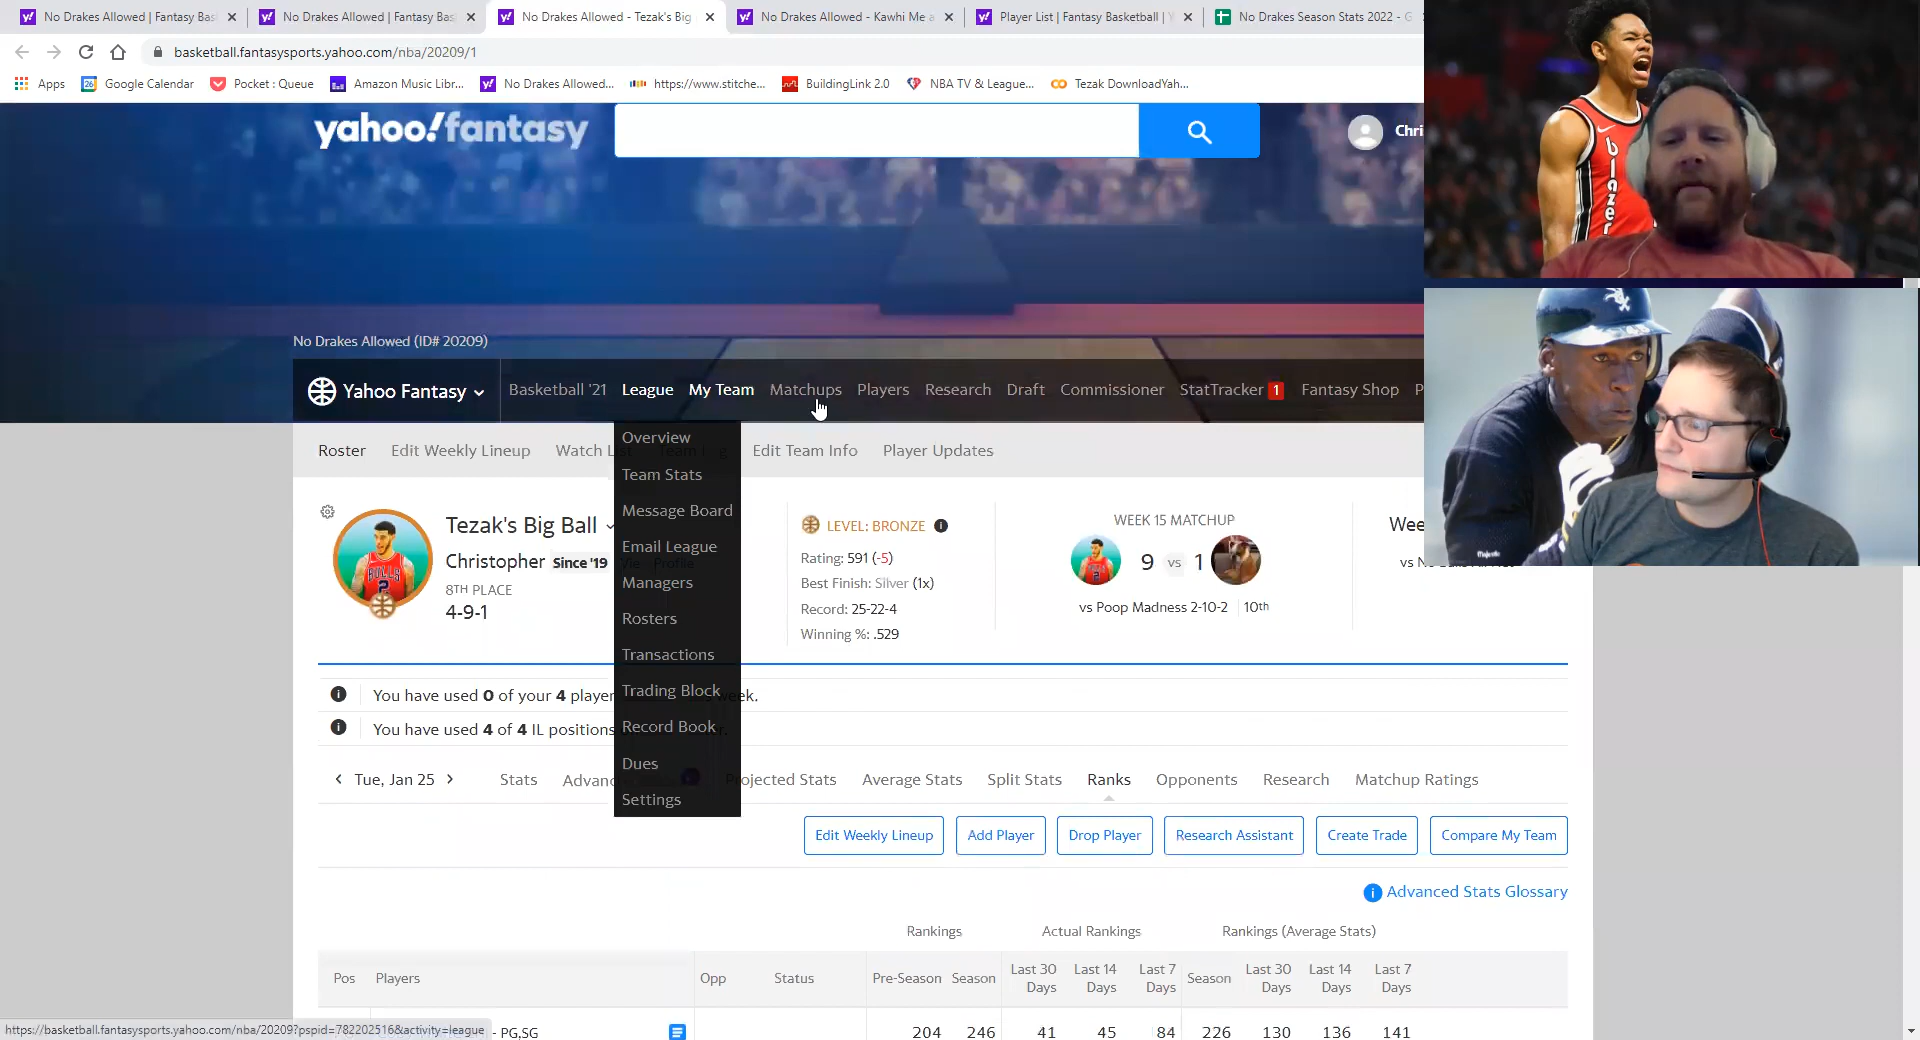 No Drakes Allowed | Fantasy Bas
No Drakes Allowed | Fantasy Bas
No Drakes Allowed - Tezak's Big
No Drakes Allowed - Kawhi Me a
Player List | Fantasy Basketball | Y
No Drakes Season Stats 2022 - G
basketball.fantasysports.yahoo.com/nba/20209/1
Apps
Google Calendar
Pocket : Queue
Amazon Music Libr...
No Drakes Allowed...
https://www.stitche...
BuildingLink 2.0
NBA TV & League...
Tezak DownloadYah...
yahoo!fantasy
Chri
No Drakes Allowed (ID# 20209)
Yahoo Fantasy
Basketball '21
League
My Team
Matchups
Players
Research
Draft
Commissioner
StatTracker 1
Fantasy Shop
P
Roster
Edit Weekly Lineup
Watch
Edit Team Info
Player Updates
Overview
Team Stats
Message Board
Email League
Managers
Rosters
Transactions
Trading Block
Record Book
Dues
Settings
Tezak's Big Ball
Christopher Since '19
8TH PLACE
4-9-1
LEVEL: BRONZE
Rating: 591 (-5)
Best Finish: Silver (1x)
Record: 25-22-4
Winning %: .529
WEEK 15 MATCHUP
9 vs 1
vs Poop Madness 2-10-2 | 10th
Wee
You have used 0 of your 4 player
ek.
You have used 4 of 4 IL positions
Tue, Jan 25
Stats
Advanc
Projected Stats
Average Stats
Split Stats
Ranks
Opponents
Research
Matchup Ratings
Edit Weekly Lineup
Add Player
Drop Player
Research Assistant
Create Trade
Compare My Team
Advanced Stats Glossary
Rankings
Actual Rankings
Rankings (Average Stats)
Pos
Players
Opp
Status
Pre-Season
Season
Last 30 Days
Last 14 Days
Last 7 Days
Season
Last 30 Days
Last 14 Days
Last 7 Days
- PG,SG
204 246 41 45 84 226 130 136 141
https://basketball.fantasysports.yahoo.com/nba/20209?pspid=782202516&activity=league
blazer
BULLS
2